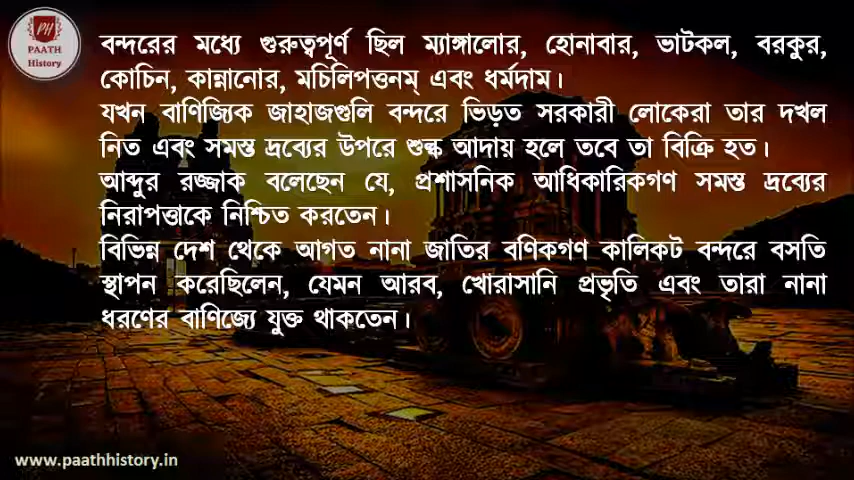 PH
PAATH
History
বন্দরের মধ্যে গুরুত্বপূর্ণ ছিল ম্যাঙ্গালোর, হোনাবার, ভাটকল, বরকুর,
কোচিন, কান্নানোর, মচিলিপত্তনম্ এবং ধর্মদাম।
যখন বাণিজ্যিক জাহাজগুলি বন্দরে ভিড়ত সরকারী লোকেরা তার দখল
নিত এবং সমস্ত দ্রব্যের উপরে শুল্ক আদায় হলে তবে তা বিক্রি হত।
আব্দুর রজ্জাক বলেছেন যে, প্রশাসনিক আধিকারিকগণ সমস্ত দ্রব্যের
নিরাপত্তাকে নিশ্চিত করতেন।
বিভিন্ন দেশ থেকে আগত নানা জাতির বণিকগণ কালিকট বন্দরে বসতি
স্থাপন করেছিলেন, যেমন আরব, খোরাসানি প্রভৃতি এবং তারা নানা
ধরণের বাণিজ্যে যুক্ত থাকতেন।
www.paathhistory.in